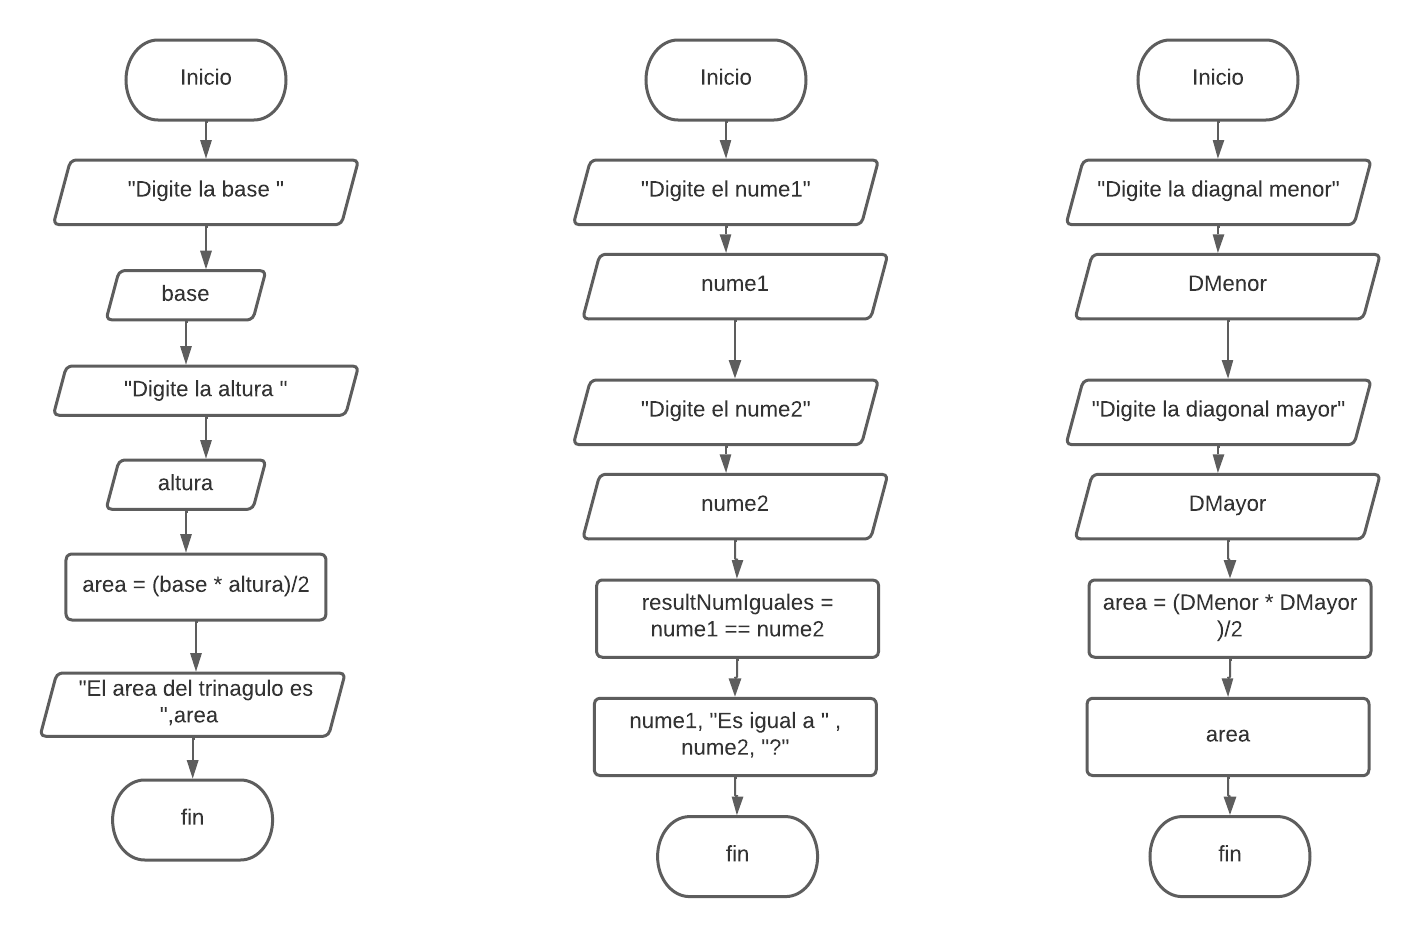 Inicio
"Digite la base "
base
"Digite la altura "
altura
area = (base * altura)/2
"El area del trinagulo es
",area
fin
Inicio
"Digite el nume1"
nume1
"Digite el nume2"
nume2
resultNumIguales =
nume1 == nume2
nume1, "Es igual a " ,
nume2, "?"
fin
Inicio
"Digite la diagnal menor"
DMenor
"Digite la diagonal mayor"
DMayor
area = (DMenor * DMayor
)/2
area
fin